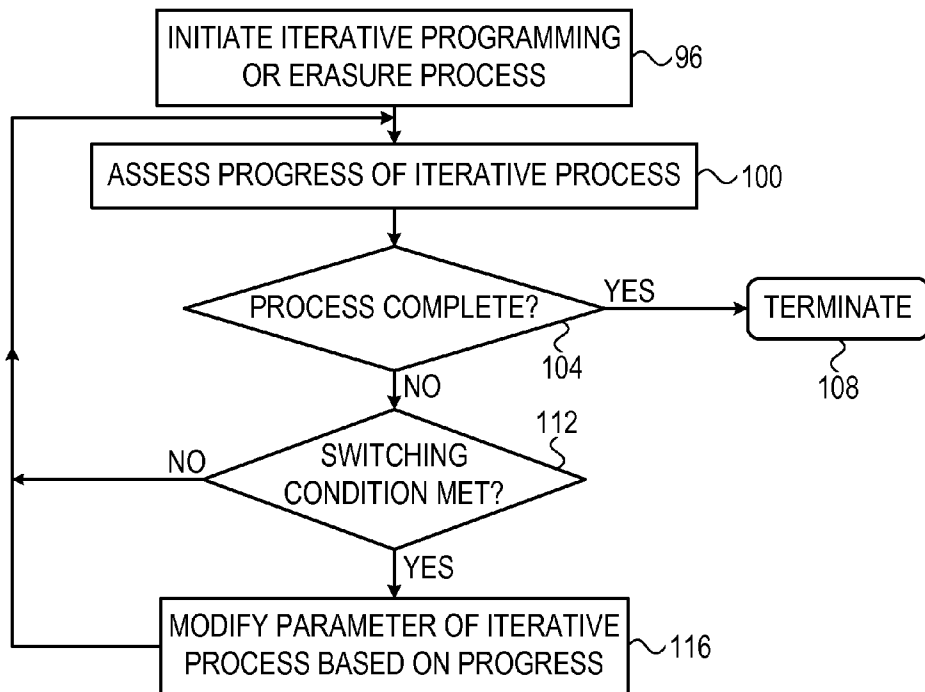 INITIATE ITERATIVE PROGRAMMING
OR ERASURE PROCESS
96
ASSESS PROGRESS OF ITERATIVE PROCESS
100
PROCESS COMPLETE?
YES
TERMINATE
104
108
NO
112
NO
SWITCHING
CONDITION MET?
YES
MODIFY PARAMETER OF ITERATIVE
PROCESS BASED ON PROGRESS
116